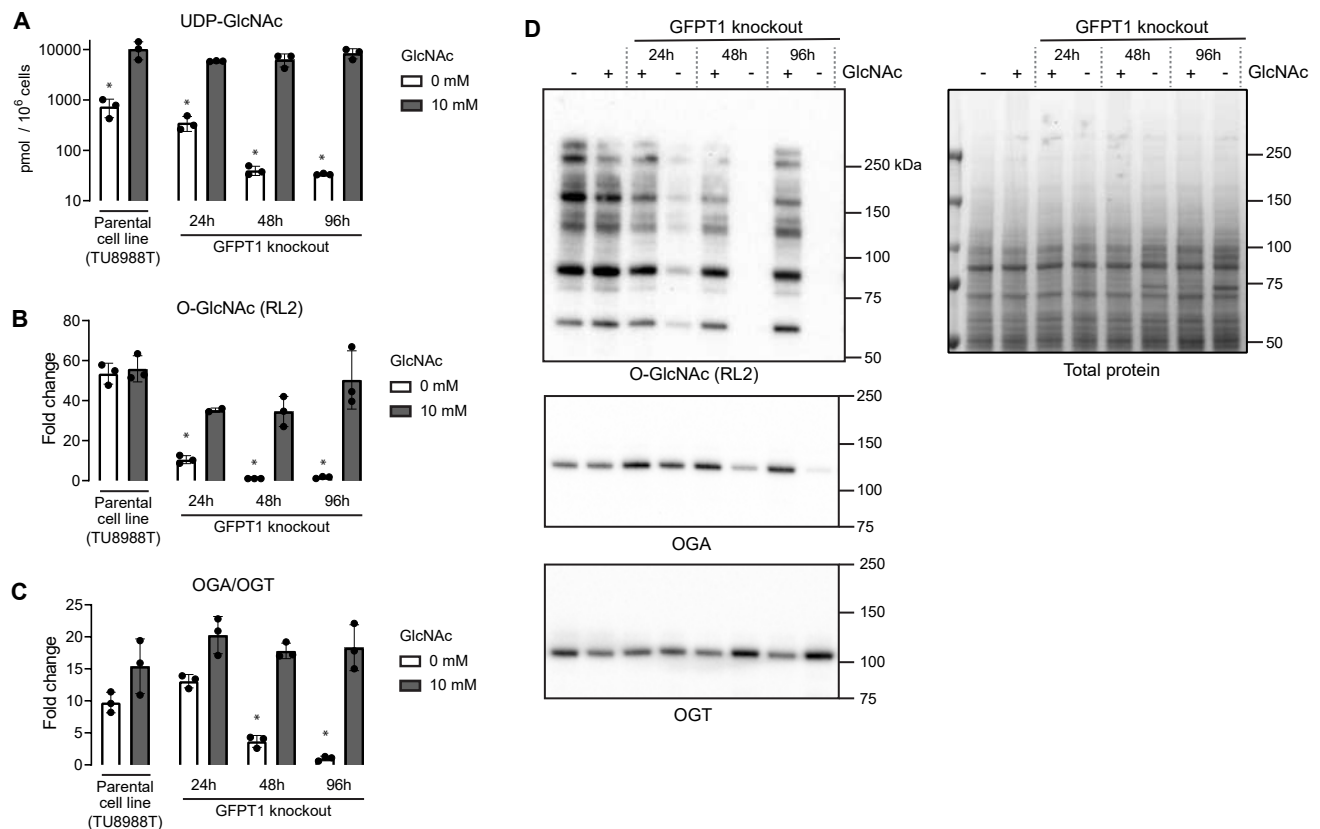 A
UDP-GlcNAc
pmol / 10⁶ cells
10000
1000
100
10
*
*
*
*
Parental
cell line
(TU8988T)
24h 48h 96h
GFPT1 knockout
GlcNAc
0 mM
10 mM
B
O-GlcNAc (RL2)
Fold change
80
60
40
20
0
*
*
*
Parental
cell line
(TU8988T)
24h 48h 96h
GFPT1 knockout
GlcNAc
0 mM
10 mM
C
OGA/OGT
Fold change
25
20
15
10
5
0
*
*
Parental
cell line
(TU8988T)
24h 48h 96h
GFPT1 knockout
GlcNAc
0 mM
10 mM
D
GFPT1 knockout
24h 48h 96h
- + + - + - + - GlcNAc
250 kDa
150
100
75
50
O-GlcNAc (RL2)
250
150
100
75
OGA
250
150
100
75
OGT
GFPT1 knockout
24h 48h 96h
- + + - + - + - GlcNAc
250
150
100
75
50
Total protein